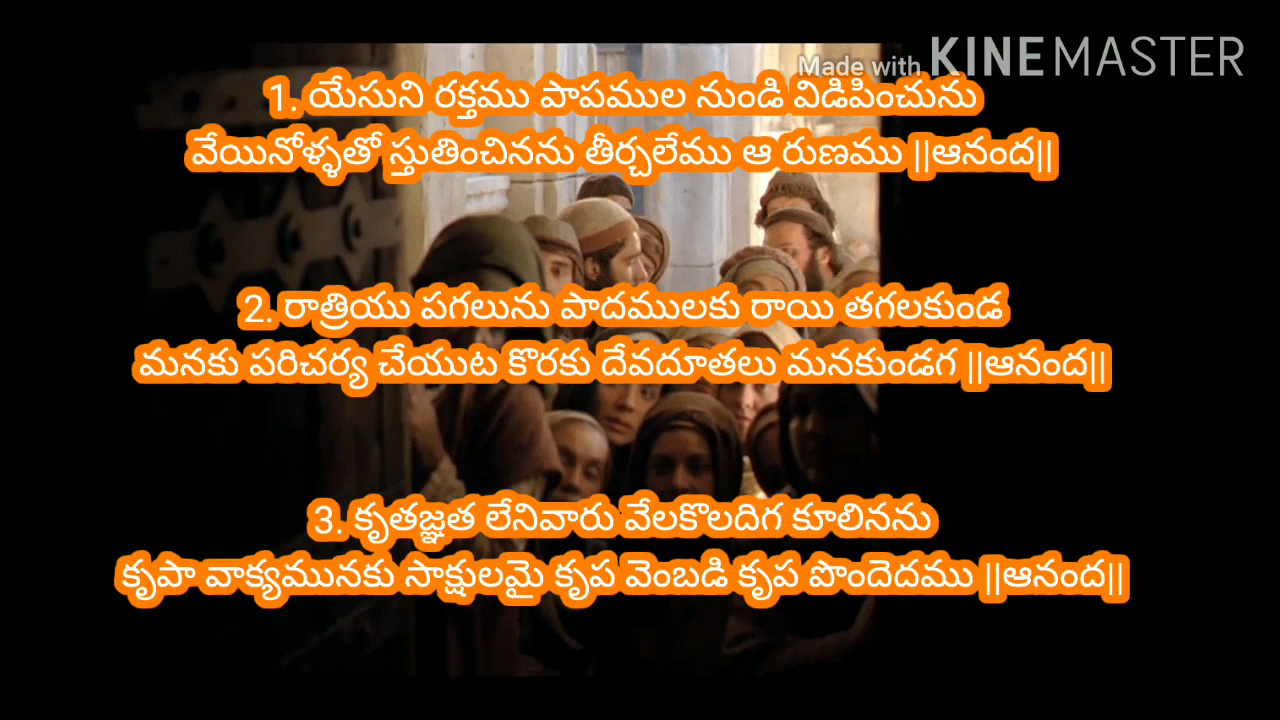 Made with KINEMASTER
1. యేసుని రక్తము పాపముల నుండి విడిపించును
వేయినోళ్ళతో స్తుతించినను తీర్చలేము ఆ రుణము ||ఆనంద||
2. రాత్రియు పగలును పాదములకు రాయి తగలకుండ
మనకు పరిచర్య చేయుట కొరకు దేవదూతలు మనకుండగ ||ఆనంద||
3. కృతజ్ఞత లేనివారు వేలకొలదిగ కూలినను
కృపా వాక్యమునకు సాక్షులమై కృప వెంబడి కృప పొందెదము ||ఆనంద||